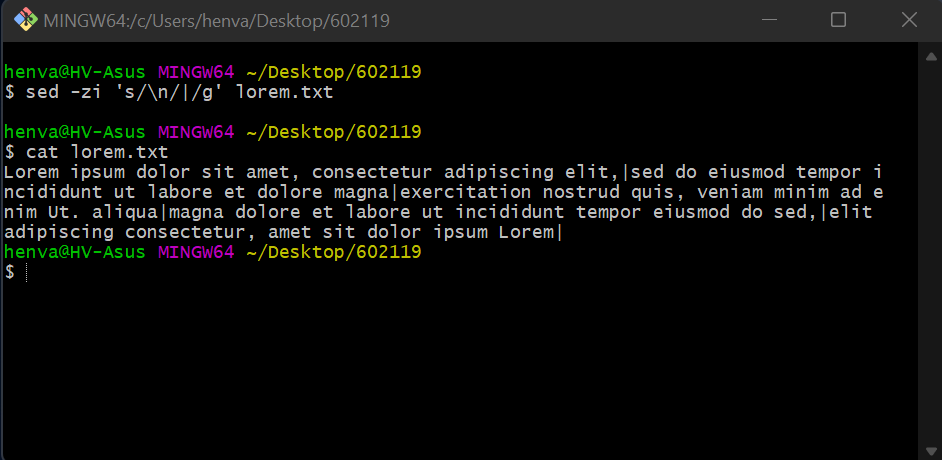 MINGW64:/c/Users/henva/Desktop/602119
henva@HV-Asus MINGW64 ~/Desktop/602119
$ sed -zi 's/\n/|/g' lorem.txt
henva@HV-Asus MINGW64 ~/Desktop/602119
$ cat lorem.txt
Lorem ipsum dolor sit amet, consectetur adipiscing elit,|sed do eiusmod tempor i
ncididunt ut labore et dolore magna|exercitation nostrud quis, veniam minim ad e
nim Ut. aliqua|magna dolore et labore ut incididunt tempor eiusmod do sed,|elit
adipiscing consectetur, amet sit dolor ipsum Lorem|
henva@HV-Asus MINGW64 ~/Desktop/602119
$